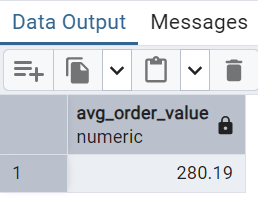 Data Output Messages
avg_order_value
numeric
1 280.19